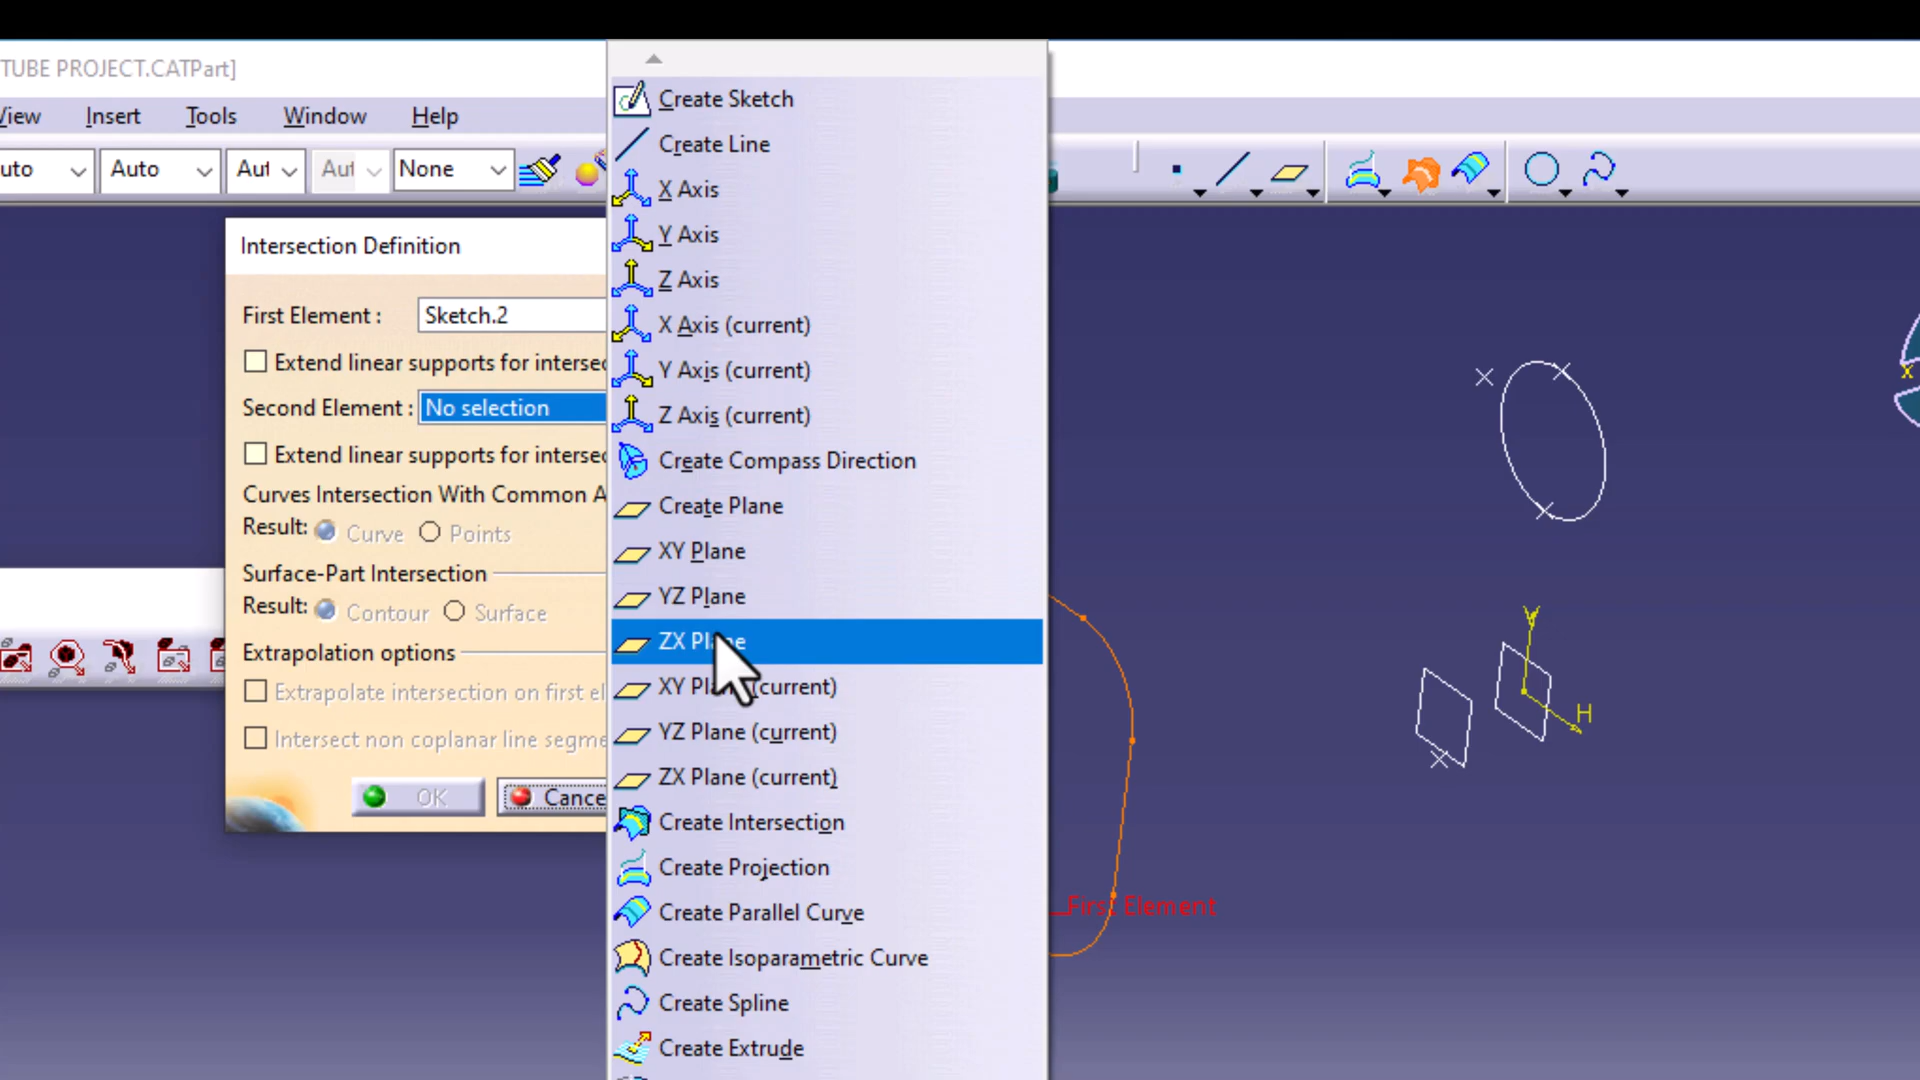 TUBE PROJECT.CATPart]
View Insert Tools Window Help
Auto Auto Aut Aut None
Intersection Definition
First Element : Sketch.2
Extend linear supports for intersec
Second Element : No selection
Extend linear supports for intersec
Curves Intersection With Common A
Result: Curve Points
Surface-Part Intersection
Result: Contour Surface
Extrapolation options
Extrapolate intersection on first el
Intersect non coplanar line segme
OK Cance
Create Sketch
Create Line
X Axis
Y Axis
Z Axis
X Axis (current)
Y Axis (current)
Z Axis (current)
Create Compass Direction
Create Plane
XY Plane
YZ Plane
ZX Plane
XY Plane (current)
YZ Plane (current)
ZX Plane (current)
Create Intersection
Create Projection
Create Parallel Curve
Create Isoparametric Curve
Create Spline
Create Extrude
First Element
x
V
H